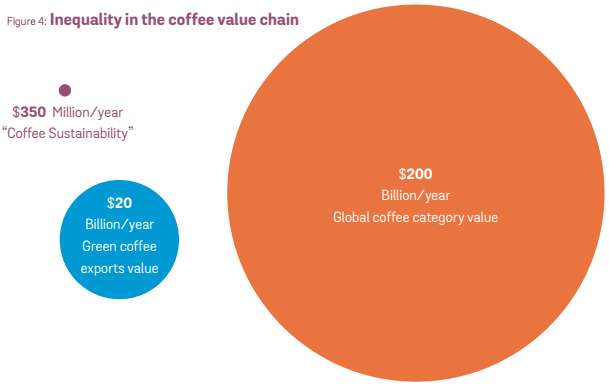 Figure 4: Inequality in the coffee value chain
$350 Million/year
“Coffee Sustainability”
$20
Billion/year
Green coffee
exports value
$200
Billion/year
Global coffee category value